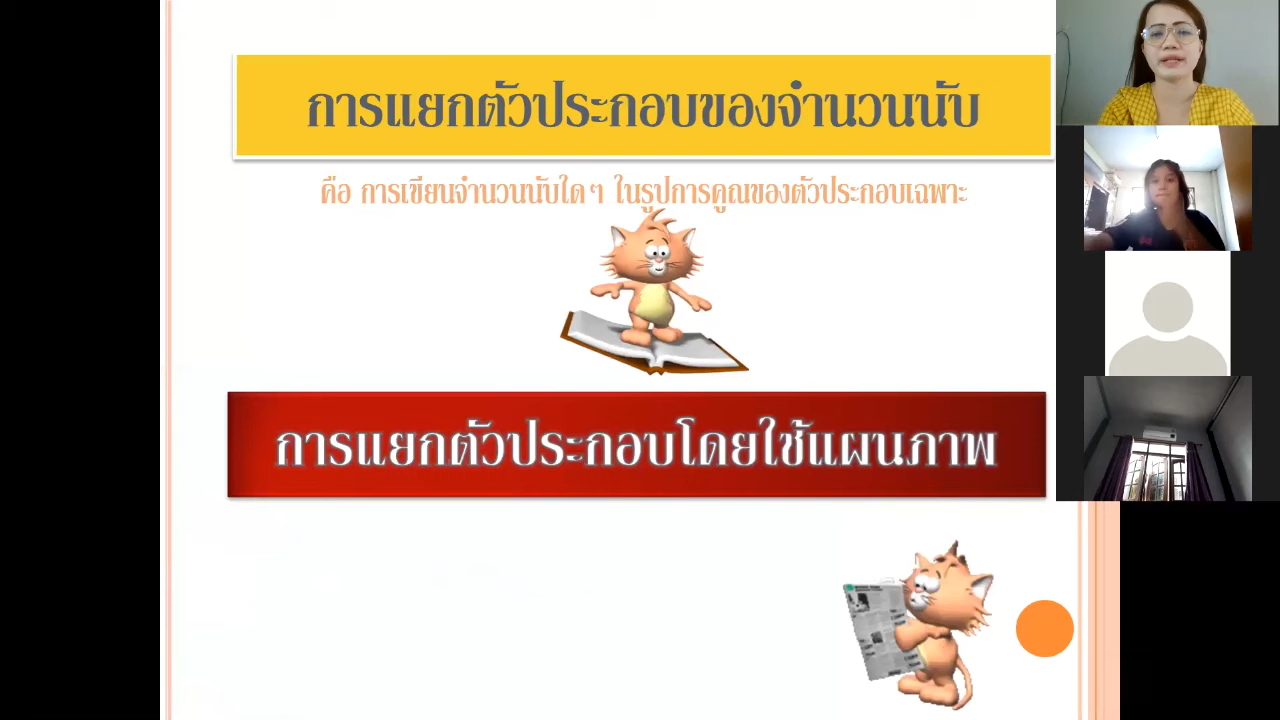 การแยกตัวประกอบของจำนวนนับ
คือ การเขียนจำนวนนับใดๆ ในรูปการคูณของตัวประกอบเฉพาะ
การแยกตัวประกอบโดยใช้แผนภาพ